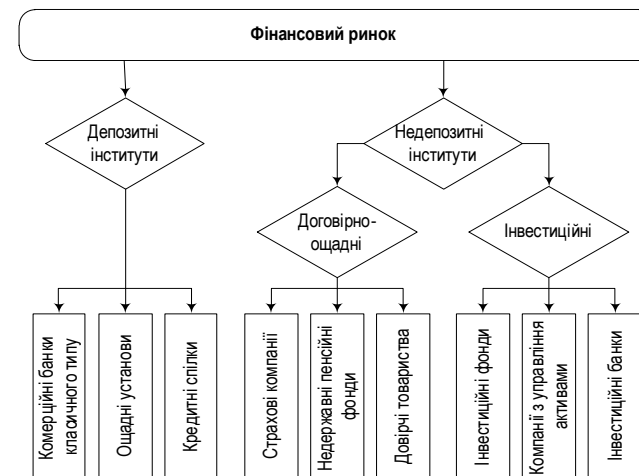 Фінансовий ринок
Депозитні
інститути
Недепозитні
інститути
Договірно-
ощадні
Інвестиційні
Комерційні банки
класичного типу
Ощадні установи
Кредитні спілки
Страхові компанії
Недержавні пенсійні
фонди
Довірчі товариства
Інвестиційні фонди
Компанії з управління
активами
Інвестиційні банки